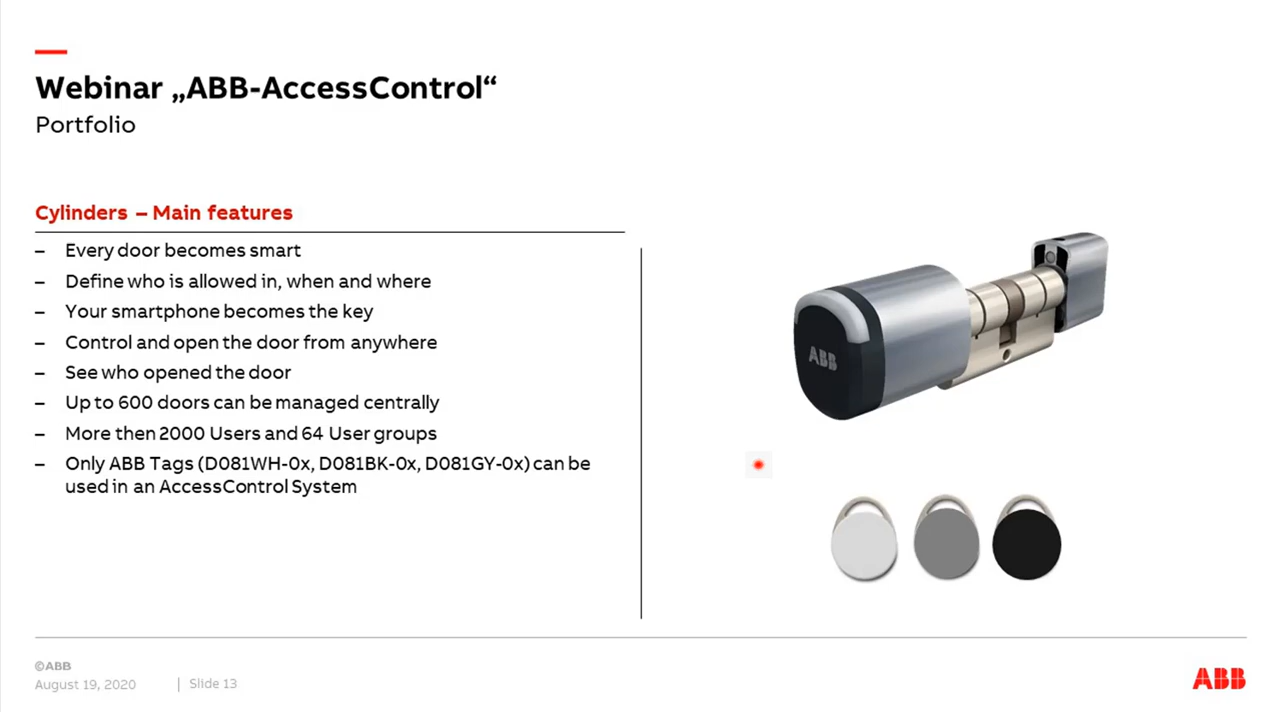 Webinar „ABB-AccessControl“
Portfolio
Cylinders – Main features
– Every door becomes smart
– Define who is allowed in, when and where
– Your smartphone becomes the key
– Control and open the door from anywhere
– See who opened the door
– Up to 600 doors can be managed centrally
– More then 2000 Users and 64 User groups
– Only ABB Tags (D081WH-0x, D081BK-0x, D081GY-0x) can be
used in an AccessControl System
ABB
©ABB
August 19, 2020 | Slide 13
ABB